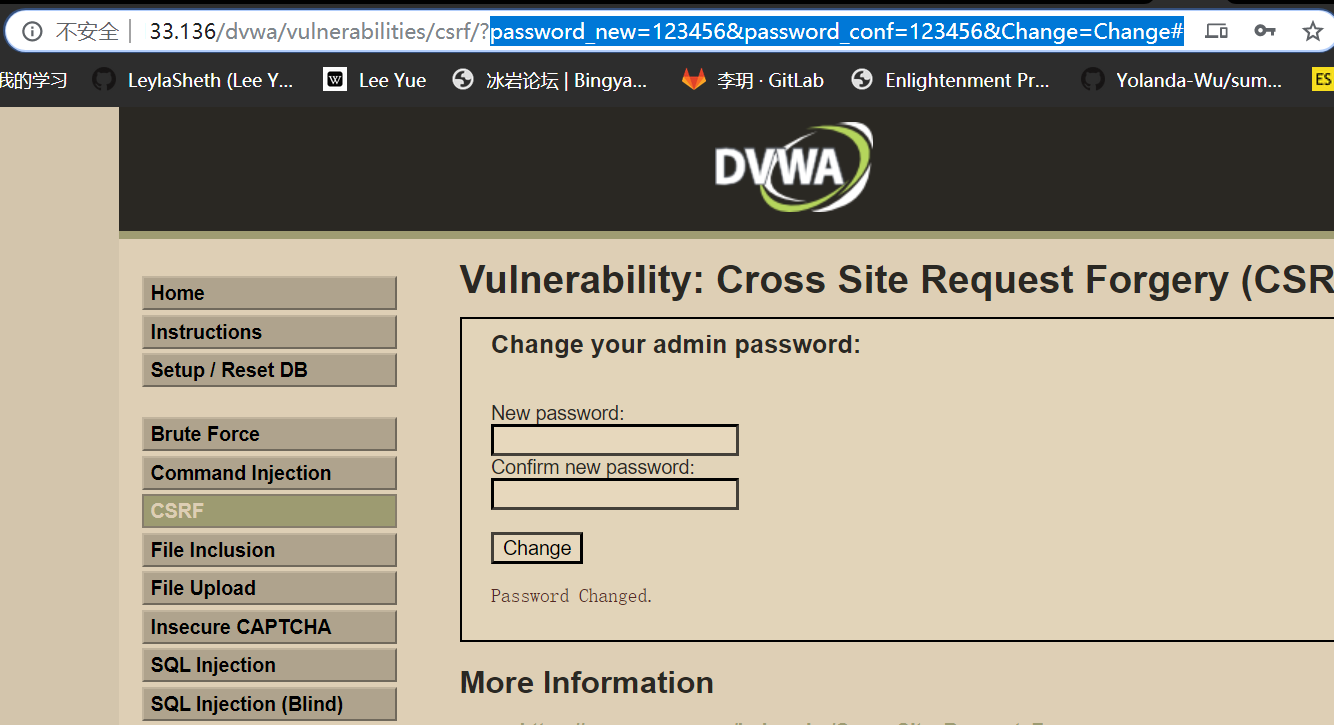 不安全 33.136/dvwa/vulnerabilities/csrf/?password_new=123456&password_conf=123456&Change=Change#
我的学习 LeylaSheth (Lee Y... W Lee Yue 冰岩论坛 | Bingya... 李玥 · GitLab Enlightenment Pr... Yolanda-Wu/sum... ES
DVWA
Home
Instructions
Setup / Reset DB
Brute Force
Command Injection
CSRF
File Inclusion
File Upload
Insecure CAPTCHA
SQL Injection
SQL Injection (Blind)
Vulnerability: Cross Site Request Forgery (CSR
Change your admin password:
New password:
Confirm new password:
Change
Password Changed.
More Information